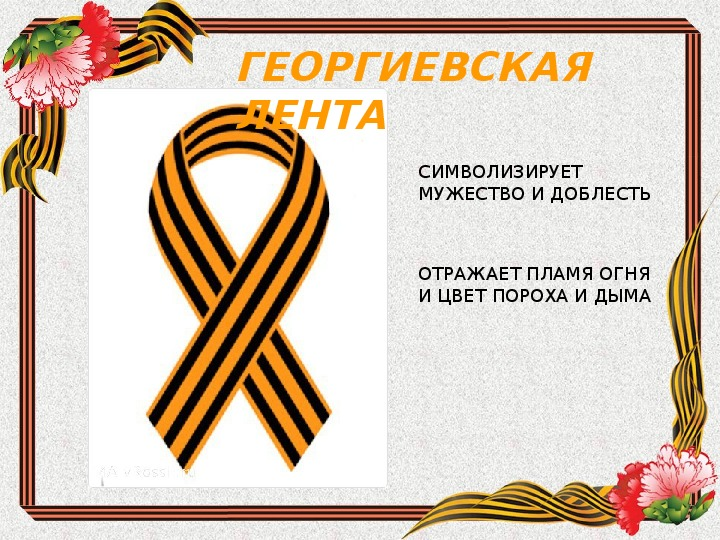 ГЕОРГИЕВСКАЯ
ЛЕНТА
СИМВОЛИЗИРУЕТ
МУЖЕСТВО И ДОБЛЕСТЬ
ОТРАЖАЕТ ПЛАМЯ ОГНЯ
И ЦВЕТ ПОРОХА И ДЫМА